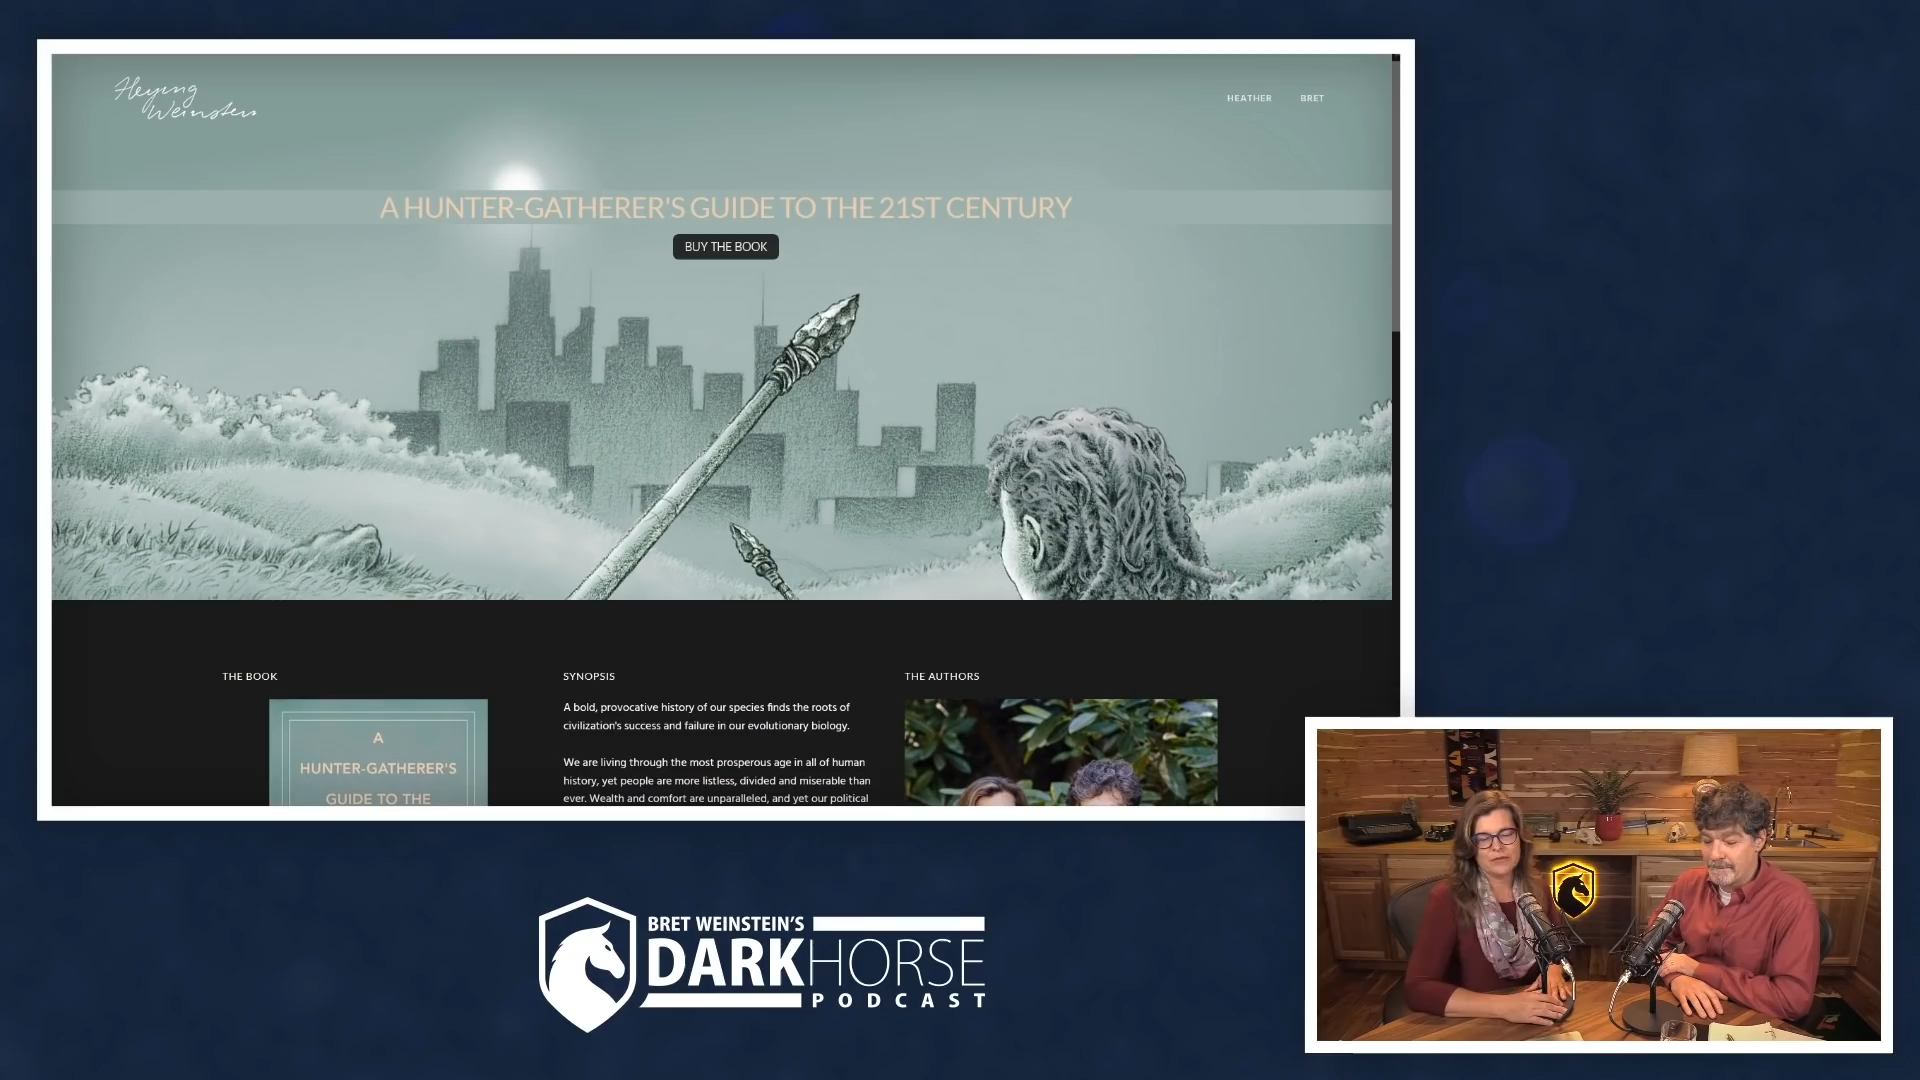 Heying
Weinstein
HEATHER BRET
A HUNTER-GATHERER'S GUIDE TO THE 21ST CENTURY
BUY THE BOOK
THE BOOK
A
HUNTER-GATHERER'S
GUIDE TO THE
SYNOPSIS
A bold, provocative history of our species finds the roots of
civilization's success and failure in our evolutionary biology.
We are living through the most prosperous age in all of human
history, yet people are more listless, divided and miserable than
ever. Wealth and comfort are unparalleled, and yet our political
THE AUTHORS
BRET WEINSTEIN'S
DARKHORSE
PODCAST